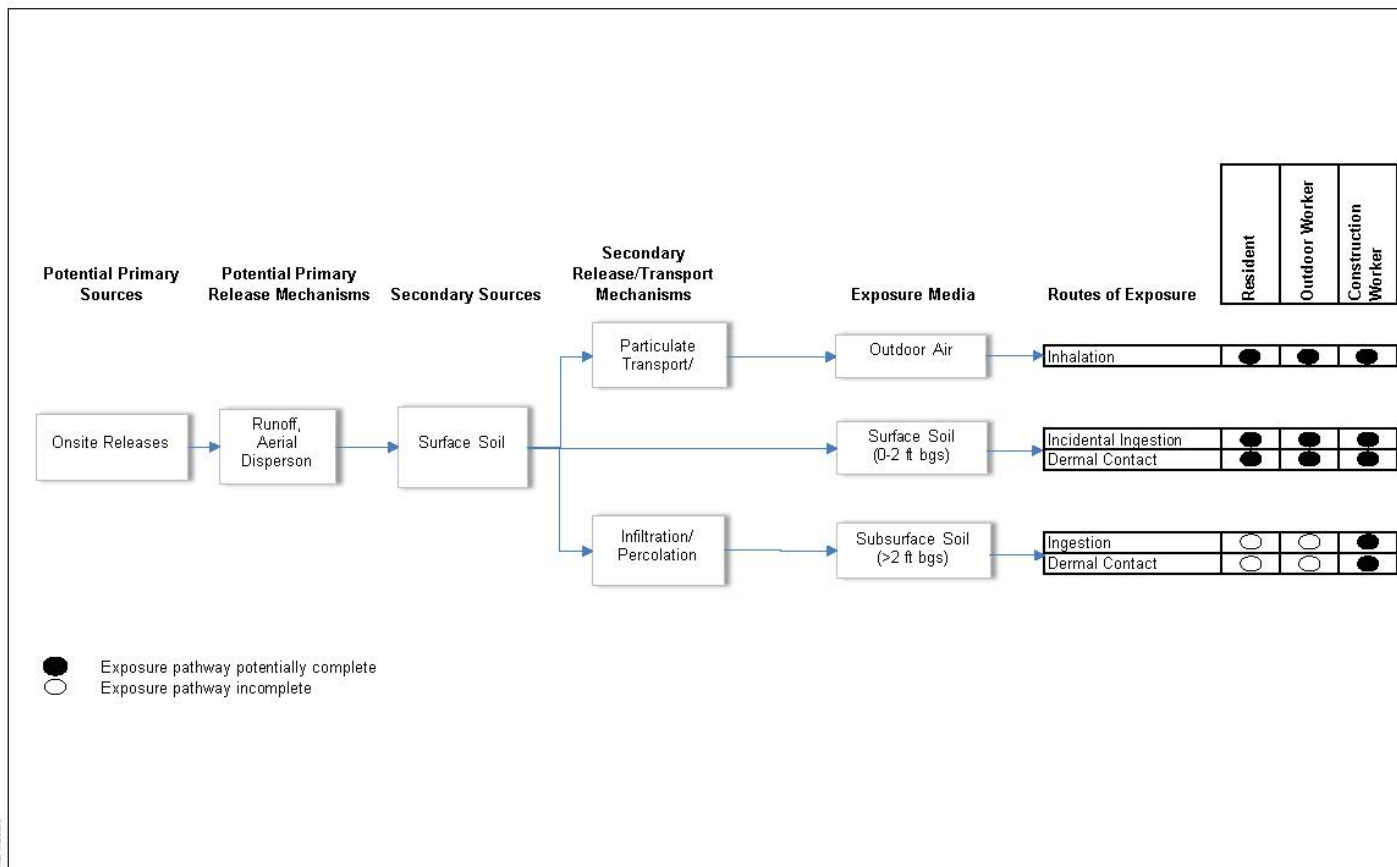 Resident
Outdoor Worker
Construction
Worker
Potential Primary
Sources
Potential Primary
Release Mechanisms
Secondary Sources
Secondary
Release/Transport
Mechanisms
Exposure Media
Routes of Exposure
Onsite Releases
Runoff,
Aerial
Disperson
Surface Soil
Particulate
Transport/
Outdoor Air
Inhalation
Surface Soil
(0-2 ft bgs)
Incidental Ingestion
Dermal Contact
Infiltration/
Percolation
Subsurface Soil
(>2 ft bgs)
Ingestion
Dermal Contact
Exposure pathway potentially complete
Exposure pathway incomplete